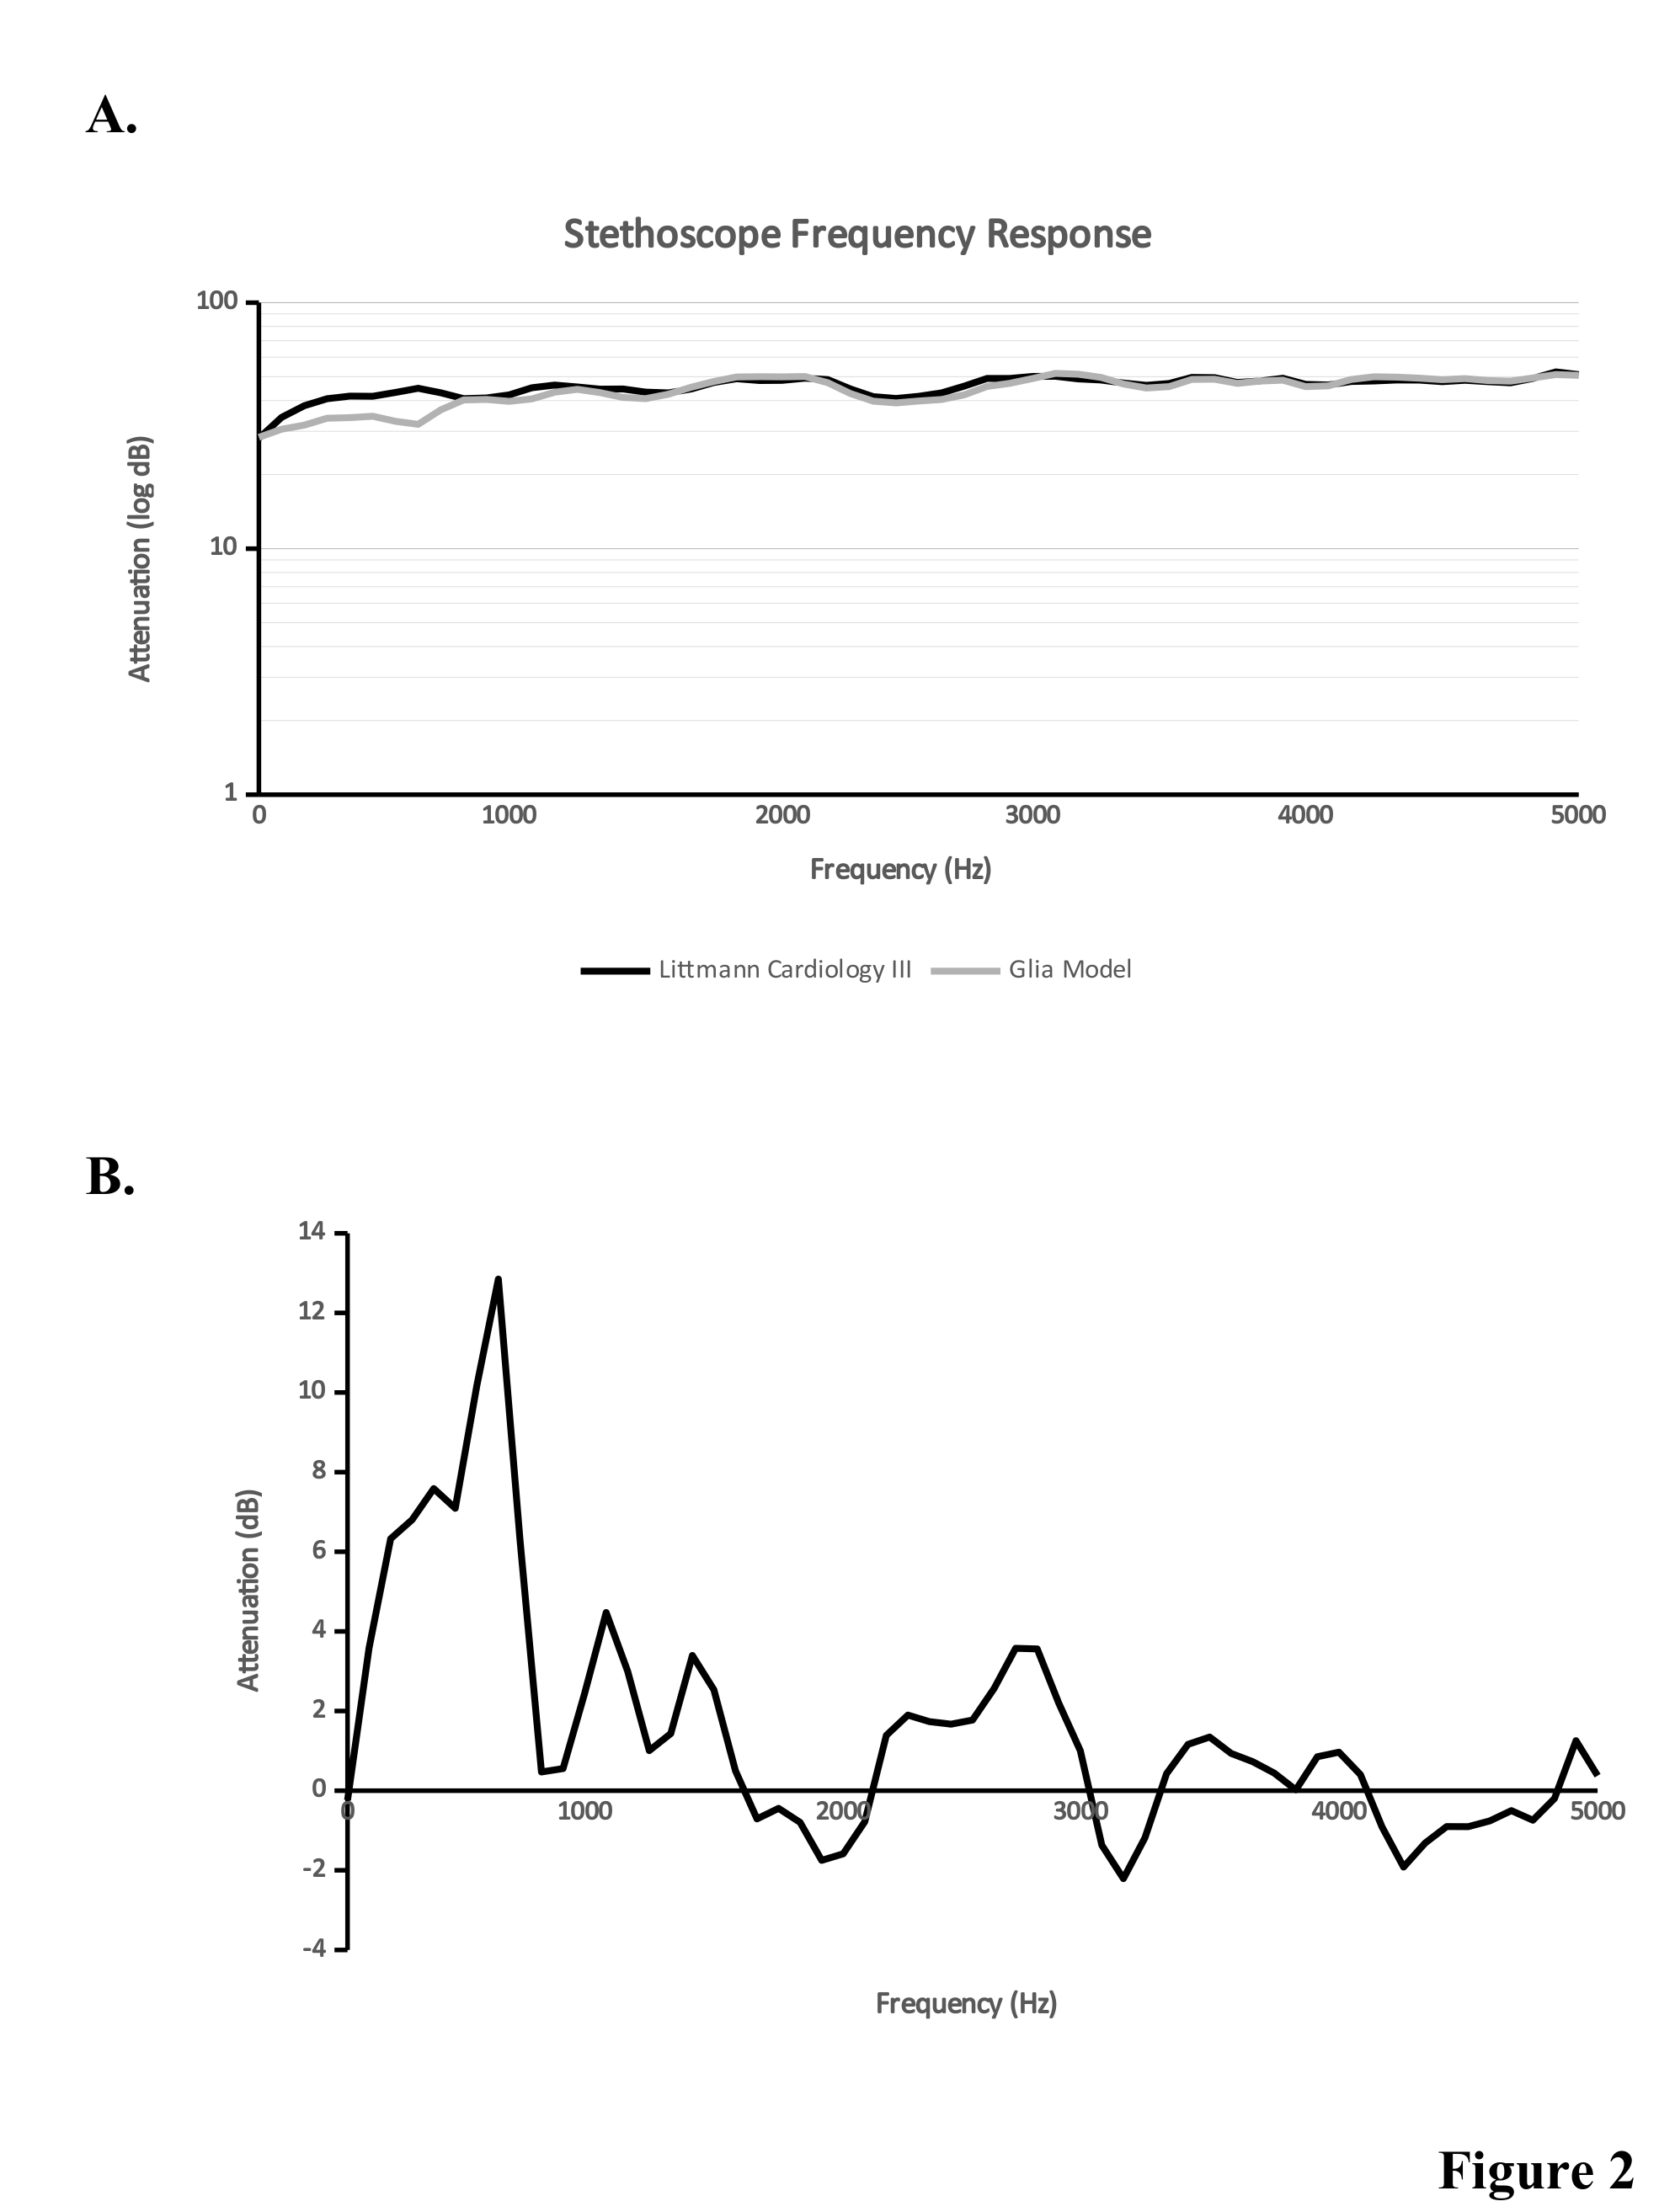 A.
Stethoscope Frequency Response
100
10
1
Attenuation (log dB)
0 1000 2000 3000 4000 5000
Frequency (Hz)
Littmann Cardiology III Glia Model
B.
14
12
10
8
6
4
2
0
-2
-4
Attenuation (dB)
0 1000 2000 3000 4000 5000
Frequency (Hz)
Figure 2